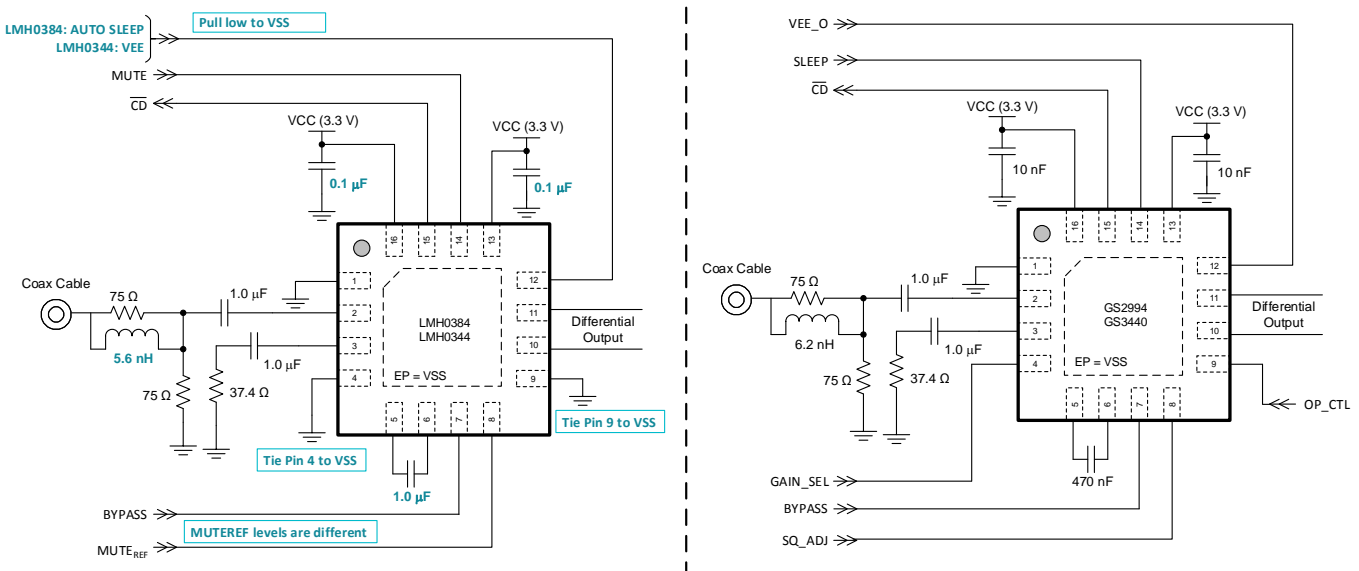 LMH0384: AUTO SLEEP
LMH0344: VEE
Pull low to VSS
MUTE
CD
VCC (3.3 V)
VCC (3.3 V)
0.1 µF
0.1 µF
16
15
14
13
Coax Cable
75 Ω
5.6 nH
1.0 µF
1.0 µF
75 Ω
37.4 Ω
1
2
3
4
LMH0384
LMH0344
EP = VSS
12
11
10
9
Differential
Output
Tie Pin 9 to VSS
Tie Pin 4 to VSS
5
6
7
8
1.0 µF
BYPASS
MUTEREF levels are different
MUTEREF
VEE_O
SLEEP
CD
VCC (3.3 V)
VCC (3.3 V)
10 nF
10 nF
16
15
14
13
Coax Cable
75 Ω
6.2 nH
1.0 µF
1.0 µF
75 Ω
37.4 Ω
1
2
3
4
GS2994
GS3440
EP = VSS
12
11
10
9
Differential
Output
OP_CTL
5
6
7
8
470 nF
GAIN_SEL
BYPASS
SQ_ADJ